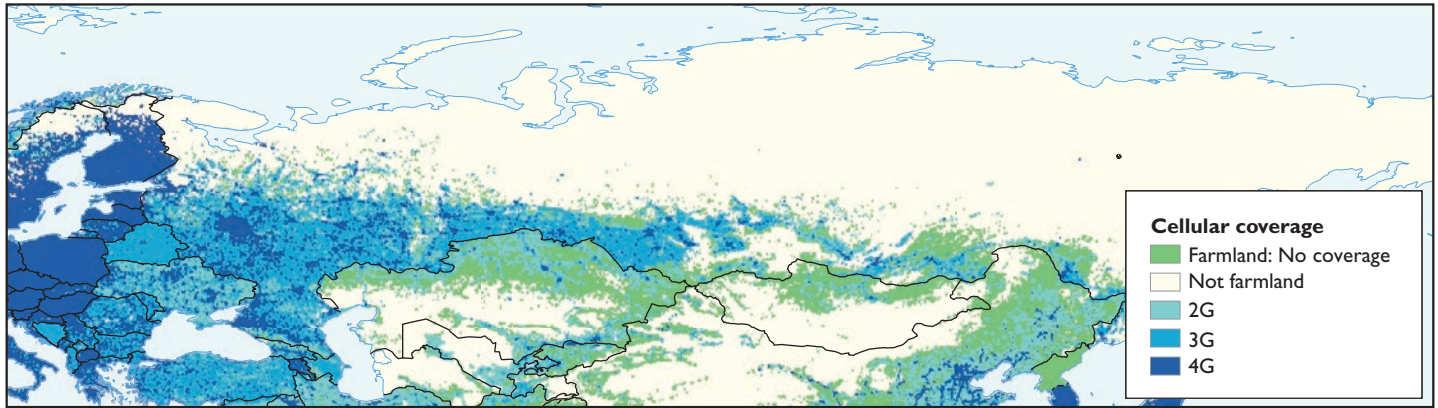 Cellular coverage
Farmland: No coverage
Not farmland
2G
3G
4G